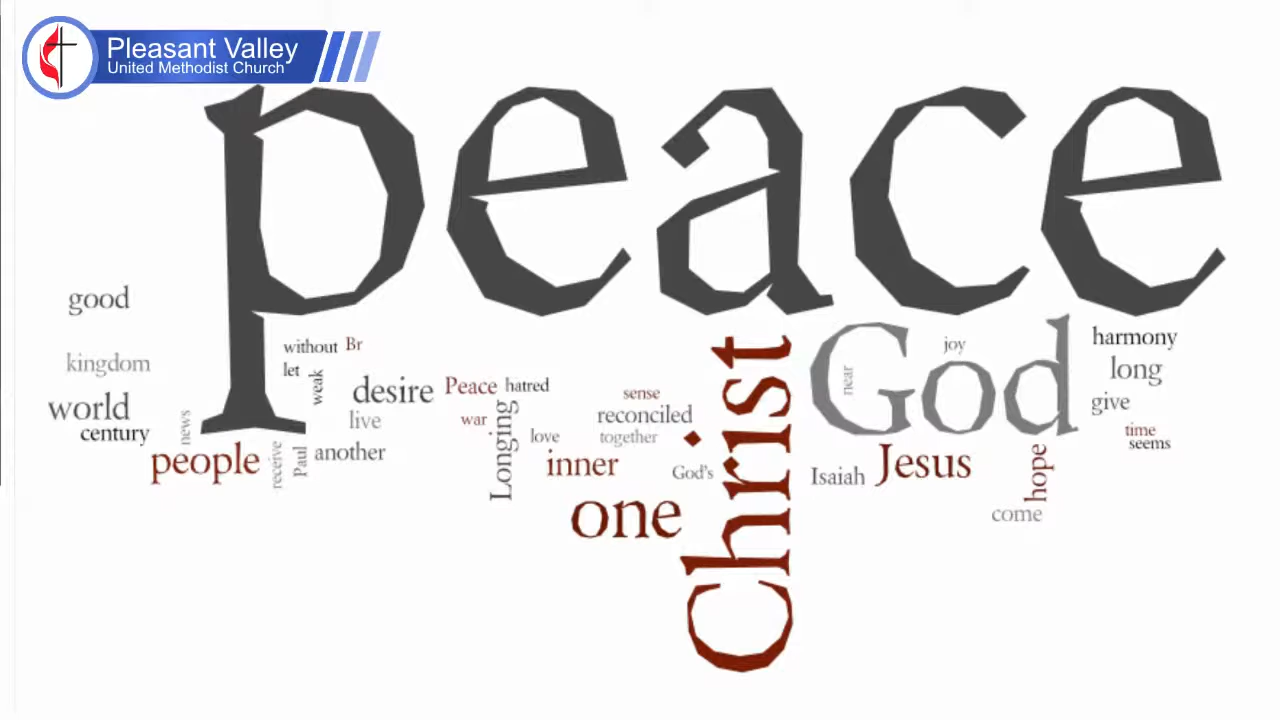 Pleasant Valley
United Methodist Church
peace
good
kingdom
world
century
news
people
receive
Paul
without
Br
let
weak
desire
live
another
Peace
hatred
war
Longing
love
inner
sense
reconciled
together
God's
one
Christ
God
near
joy
Isaiah
Jesus
hope
come
harmony
long
give
time
seems